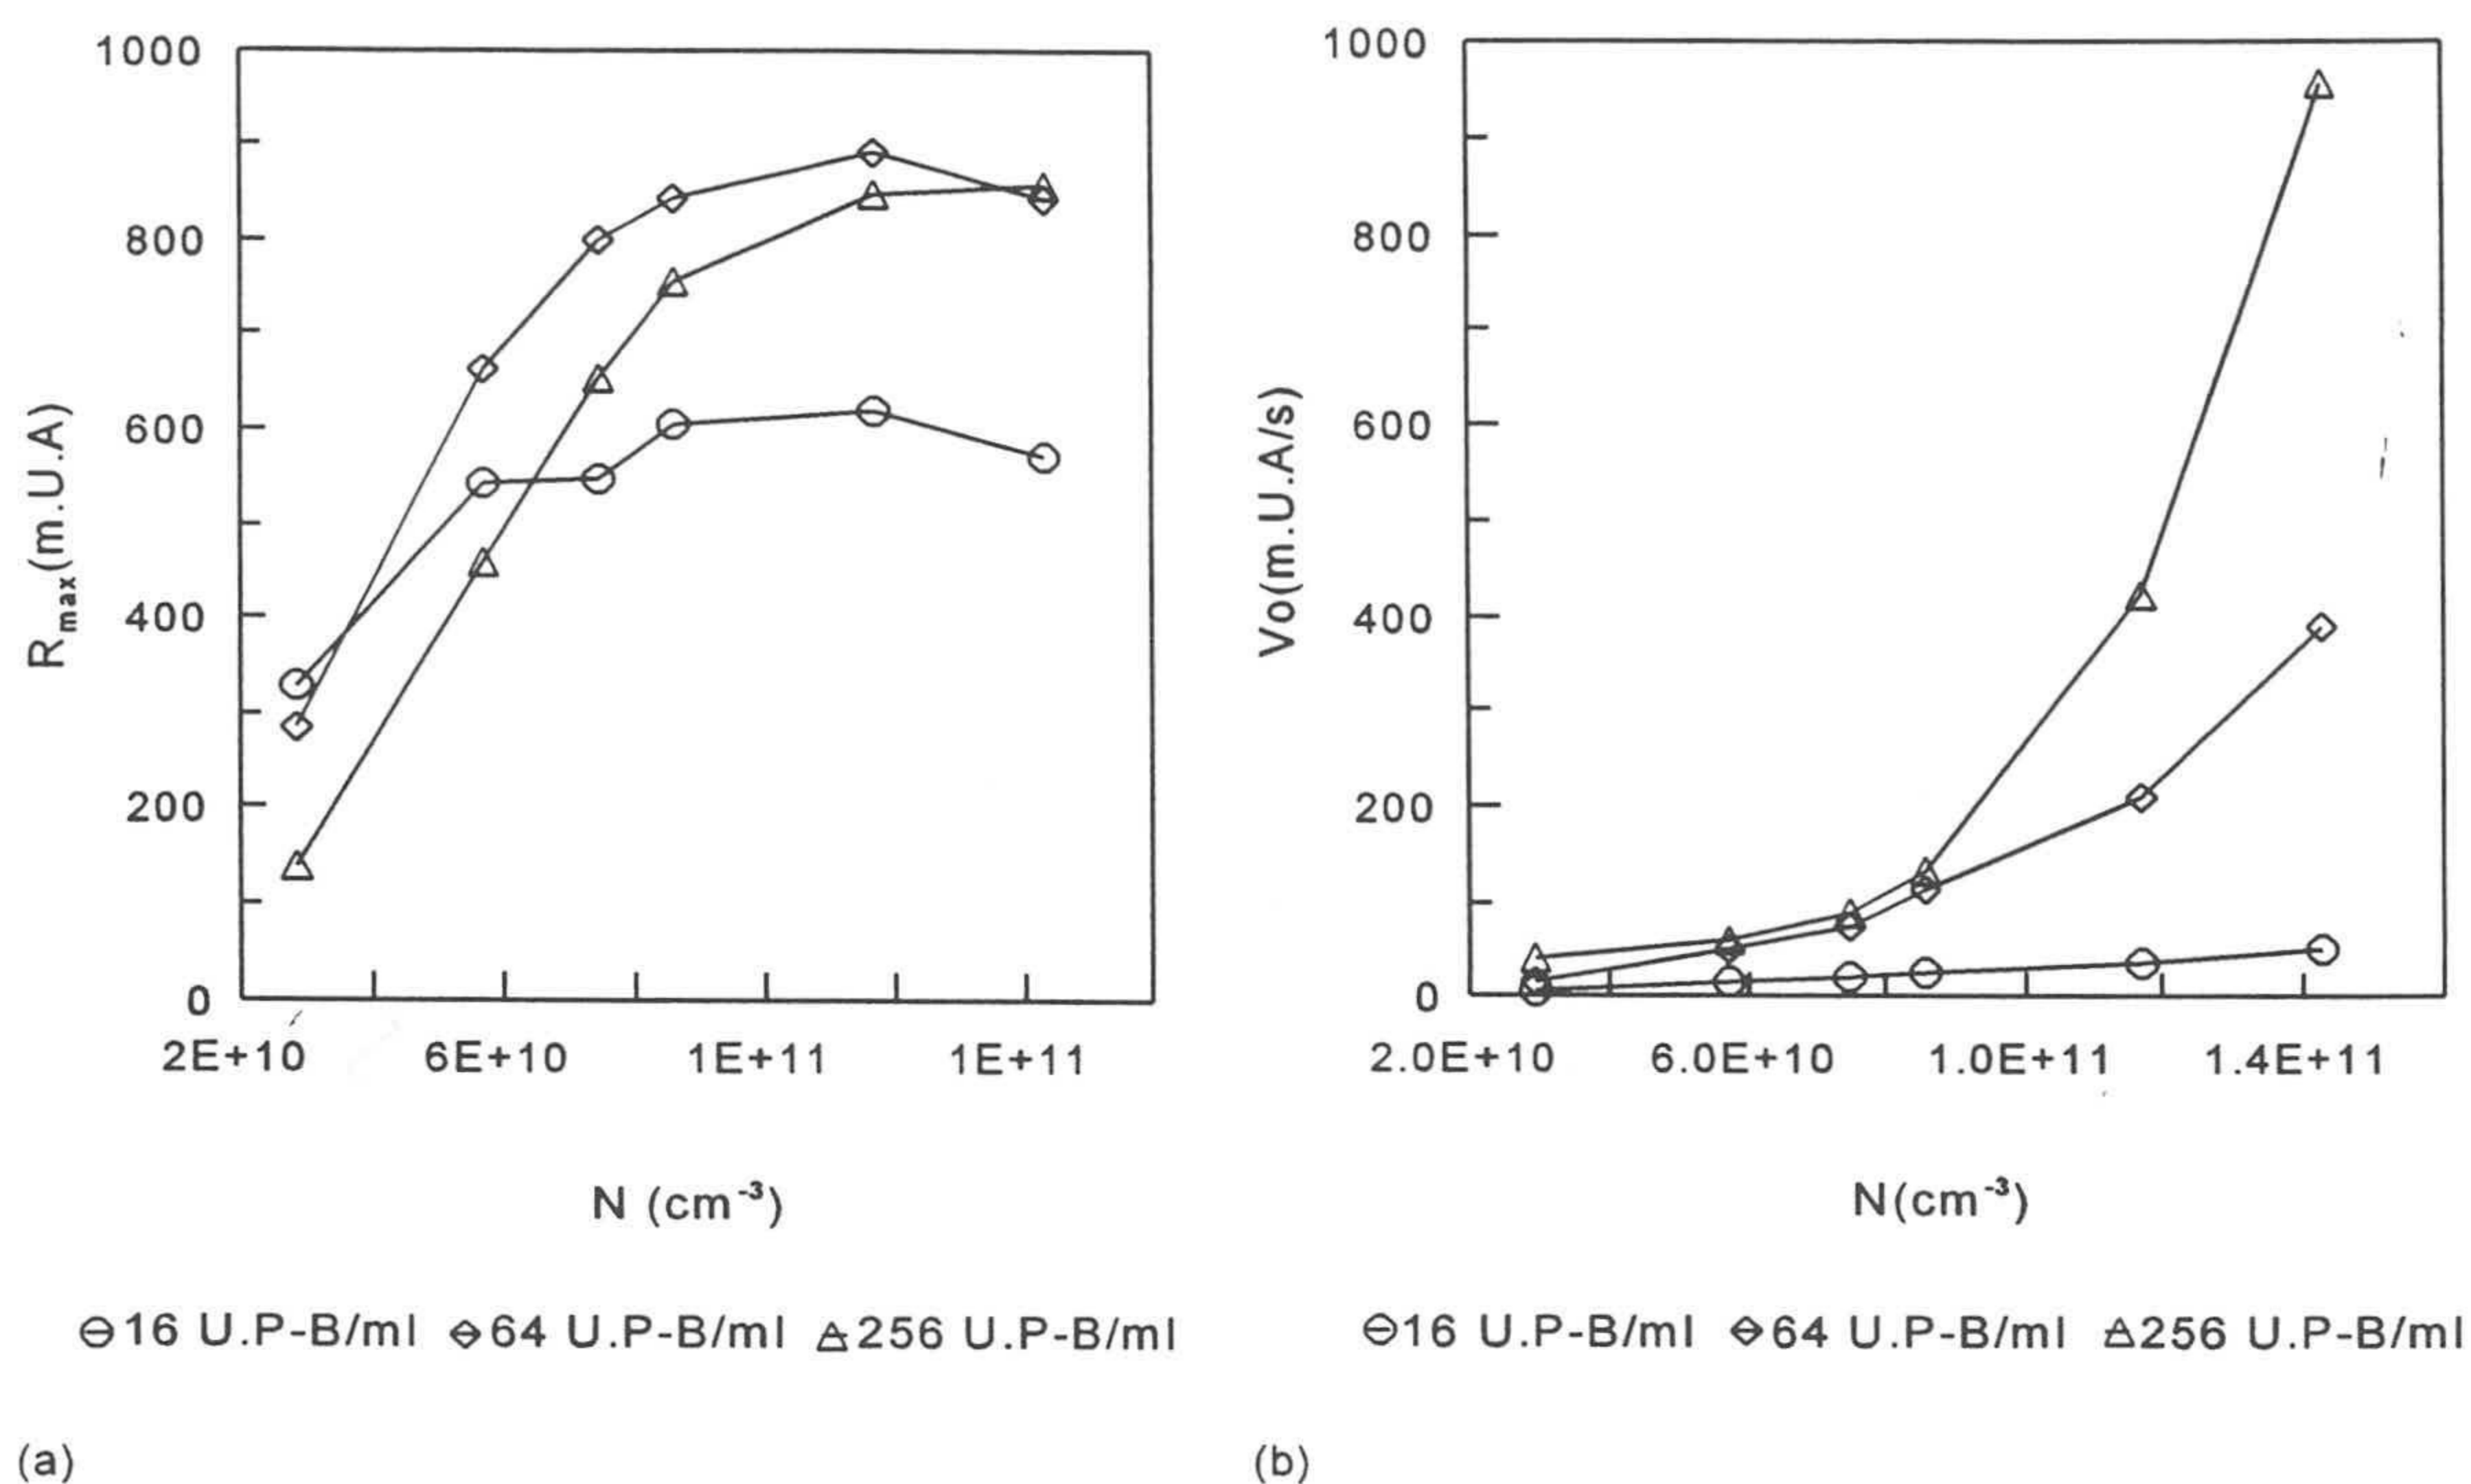 1000
800
600
400
200
0
R_max(m.U.A)
2E+10 6E+10 1E+11 1E+11
N (cm⁻³)
⊖16 U.P-B/ml ◇64 U.P-B/ml △256 U.P-B/ml
(a)
1000
800
600
400
200
0
Vo(m.U.A/s)
2.0E+10 6.0E+10 1.0E+11 1.4E+11
N(cm⁻³)
⊖16 U.P-B/ml ◇64 U.P-B/ml △256 U.P-B/ml
(b)